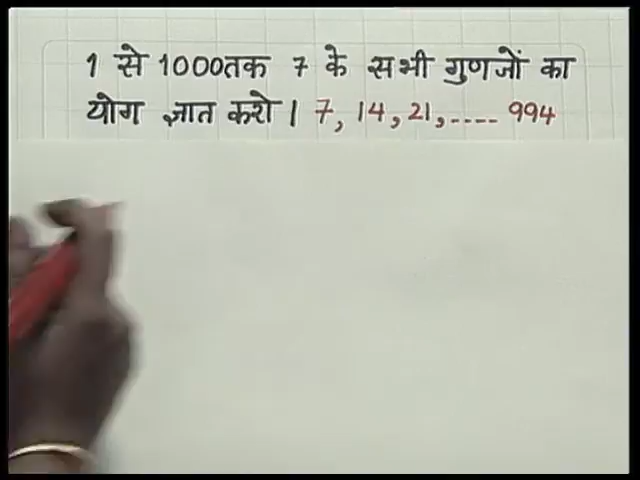 1 से 1000तक 7 के सभी गुणजों का
योग ज्ञात करो । 7, 14, 21, .... 994